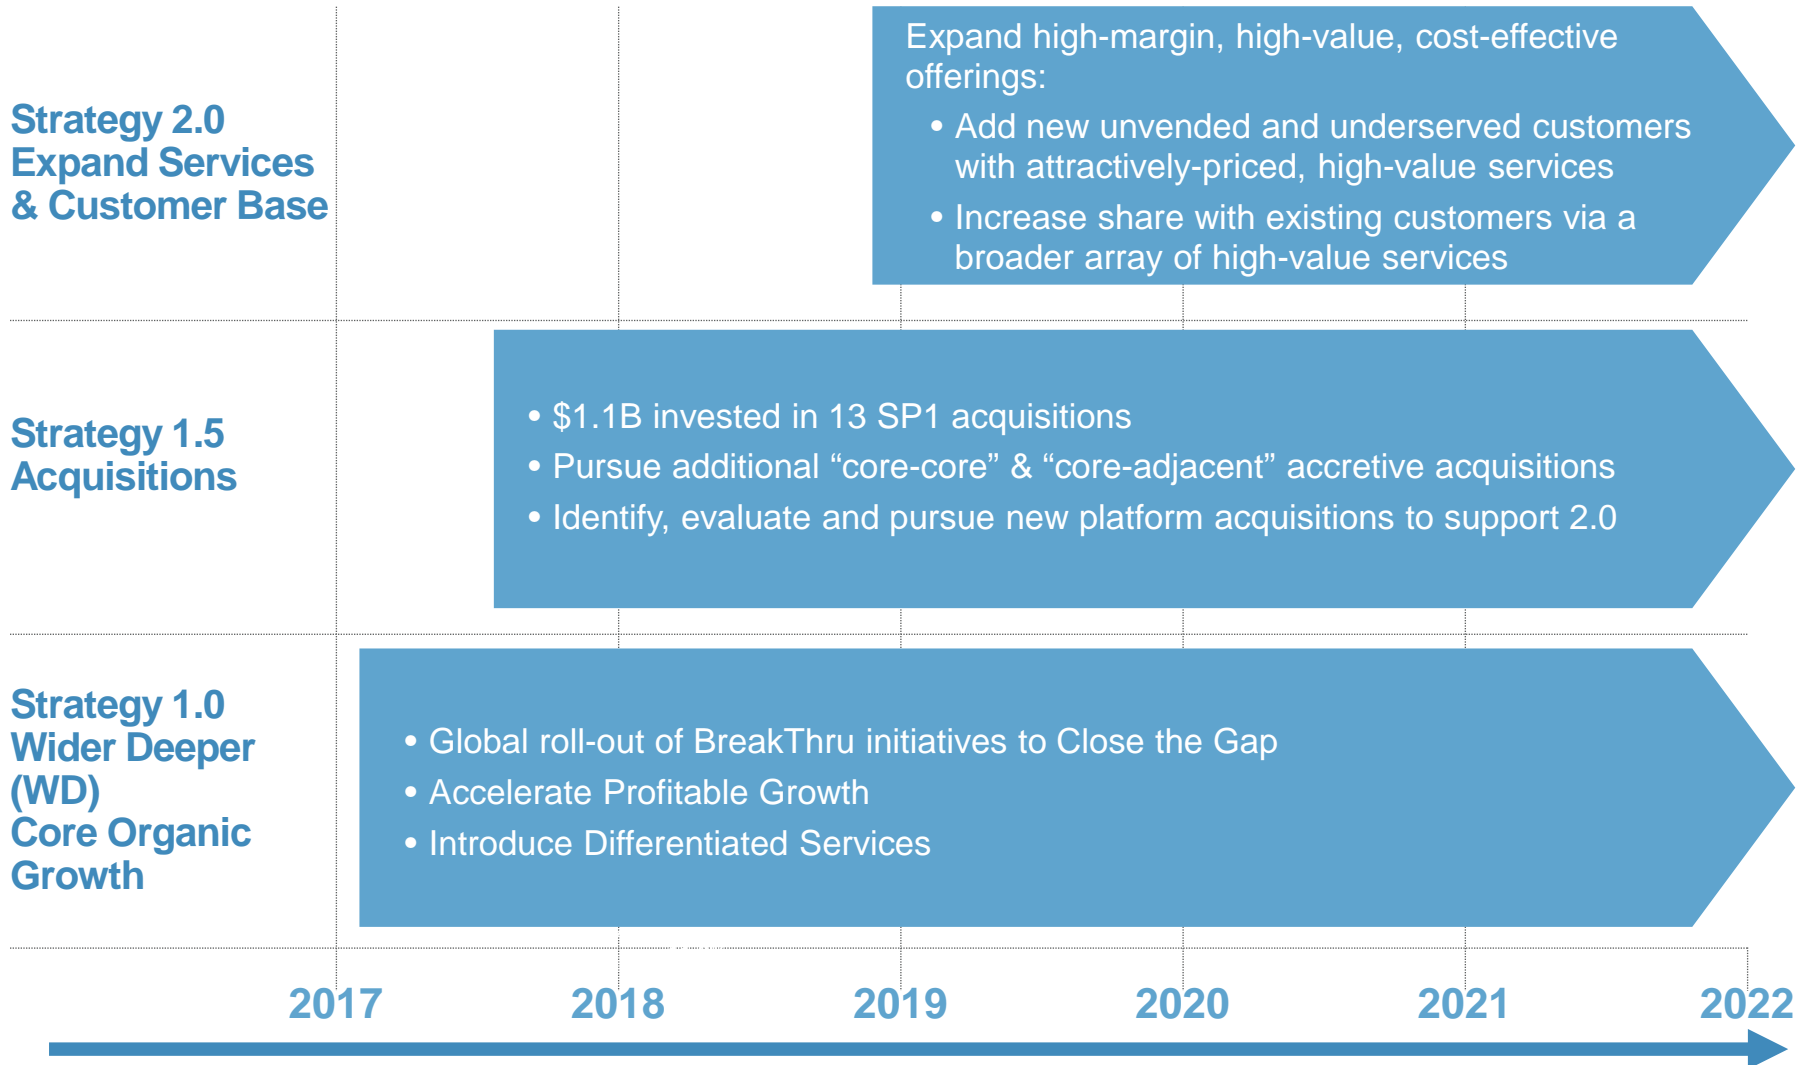 Strategy 2.0
Expand Services
& Customer Base
Expand high-margin, high-value, cost-effective
offerings:
• Add new unvended and underserved customers
with attractively-priced, high-value services
• Increase share with existing customers via a
broader array of high-value services
Strategy 1.5
Acquisitions
• $1.1B invested in 13 SP1 acquisitions
• Pursue additional “core-core” & “core-adjacent” accretive acquisitions
• Identify, evaluate and pursue new platform acquisitions to support 2.0
Strategy 1.0
Wider Deeper
(WD)
Core Organic
Growth
• Global roll-out of BreakThru initiatives to Close the Gap
• Accelerate Profitable Growth
• Introduce Differentiated Services
2017 2018 2019 2020 2021 2022